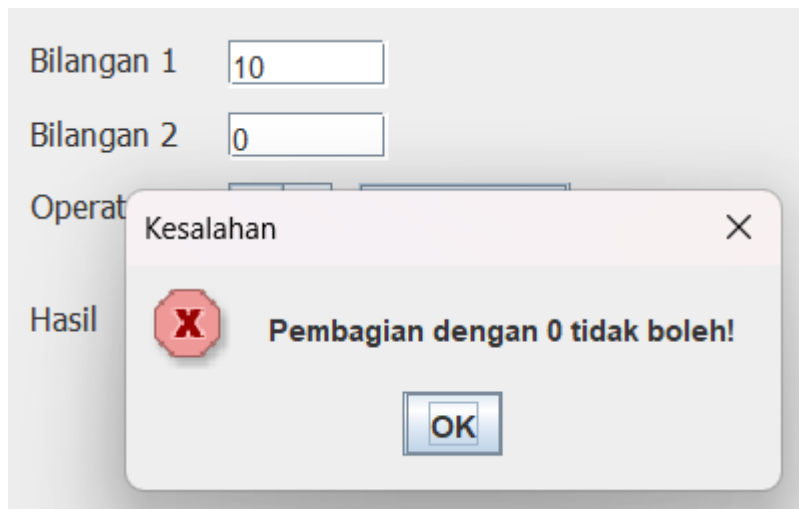 Bilangan 1 10
Bilangan 2 0
Operat
Kesalahan
Hasil
Pembagian dengan 0 tidak boleh!
OK